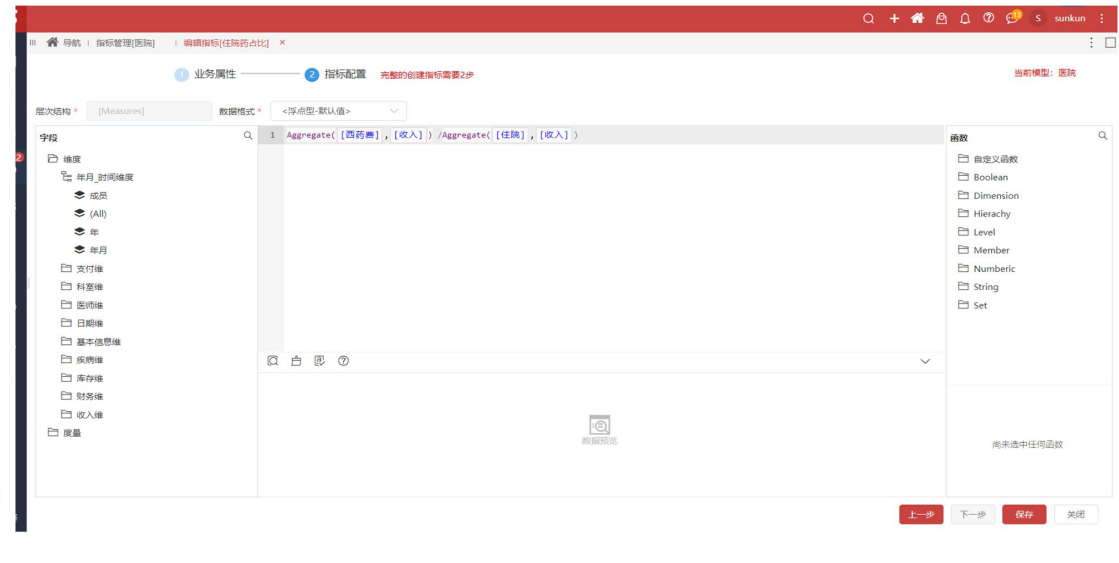 13
S sunkun
导航 指标管理[医院] 编辑指标[住院药占比] ×
1 业务属性 2 指标配置 完整的创建指标需要2步 当前模型：医院
层次结构 * [Measures] 数据格式 * <浮点型-默认值>
字段
1 Aggregate( [西药费] , [收入] ) /Aggregate( [住院] , [收入] )
函数
2
维度
年月_时间维度
成员
(All)
年
年月
支付维
科室维
医师维
日期维
基本信息维
疾病维
库存维
财务维
收入维
度量
自定义函数
Boolean
Dimension
Hierachy
Level
Member
Numberic
String
Set
数据预览
尚未选中任何函数
上一步 下一步 保存 关闭